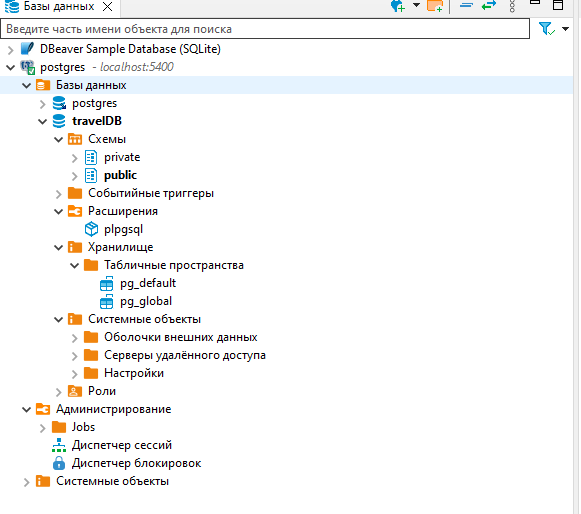 Базы данных
Введите часть имени объекта для поиска
DBeaver Sample Database (SQLite)
postgres - localhost:5400
Базы данных
postgres
travelDB
Схемы
private
public
Событийные триггеры
Расширения
plpgsql
Хранилище
Табличные пространства
pg_default
pg_global
Системные объекты
Оболочки внешних данных
Серверы удалённого доступа
Настройки
Роли
Администрирование
Jobs
Диспетчер сессий
Диспетчер блокировок
Системные объекты